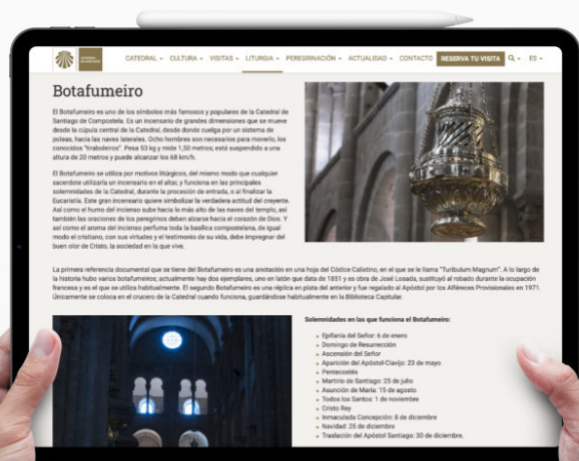 CATEDRAL CULTURA VISITAS LITURGIA PEREGRINACIÓN ACTUALIDAD CONTACTO RESERVA TU VISITA ES
Botafumeiro
El Botafumeiro es uno de los símbolos más famosos y populares de la Catedral de
Santiago de Compostela. Es un incensario de grandes dimensiones que se mueve
desde la cúpula central de la Catedral, desde donde cuelga por un sistema de
poleas, hacia las naves laterales. Ocho hombres son necesarios para moverlo, los
conocidos "tiraboleiros". Pesa 53 kg y mide 1,50 metros; está suspendido a una
altura de 20 metros y puede alcanzar los 68 km/h.
El Botafumeiro se utiliza por motivos litúrgicos, del mismo modo que cualquier
sacerdote utilizaría un incensario en el altar, y funciona en las principales
solemnidades de la Catedral, durante la procesión de entrada, o al finalizar la
Eucaristía. Este gran incensario quiere simbolizar la verdadera actitud del creyente.
Así como el humo del incienso sube hacia lo más alto de las naves del templo, así
también las oraciones de los peregrinos deben alzarse hacia el corazón de Dios. Y
así como el aroma del incienso perfuma toda la basílica compostelana, de igual
modo el cristiano, con sus virtudes y el testimonio de su vida, debe impregnar del
buen olor de Cristo, la sociedad en la que vive.
La primera referencia documental que se tiene del Botafumeiro es una anotación en una hoja del Códice Calixtino, en el que se le llama "Turibulum Magnum". A lo largo de
la historia hubo varios botafumeiros; actualmente hay dos ejemplares, uno en latón que data de 1851 y es obra de José Losada, sustituyó al robado durante la ocupación
francesa y es el que se utiliza habitualmente. El segundo Botafumeiro es una réplica en plata del anterior y fue regalado al Apóstol por los Alféreces Provisionales en 1971.
Únicamente se coloca en el crucero de la Catedral cuando funciona, guardándose habitualmente en la Biblioteca Capitular.
Solemnidades en las que funciona el Botafumeiro:
Epifanía del Señor: 6 de enero
Domingo de Resurrección
Ascensión del Señor
Aparición del Apóstol-Clavijo: 23 de mayo
Pentecostés
Martirio de Santiago: 25 de julio
Asunción de María: 15 de agosto
Todos los Santos: 1 de noviembre
Cristo Rey
Inmaculada Concepción: 8 de diciembre
Navidad: 25 de diciembre
Traslación del Apóstol Santiago: 30 de diciembre.